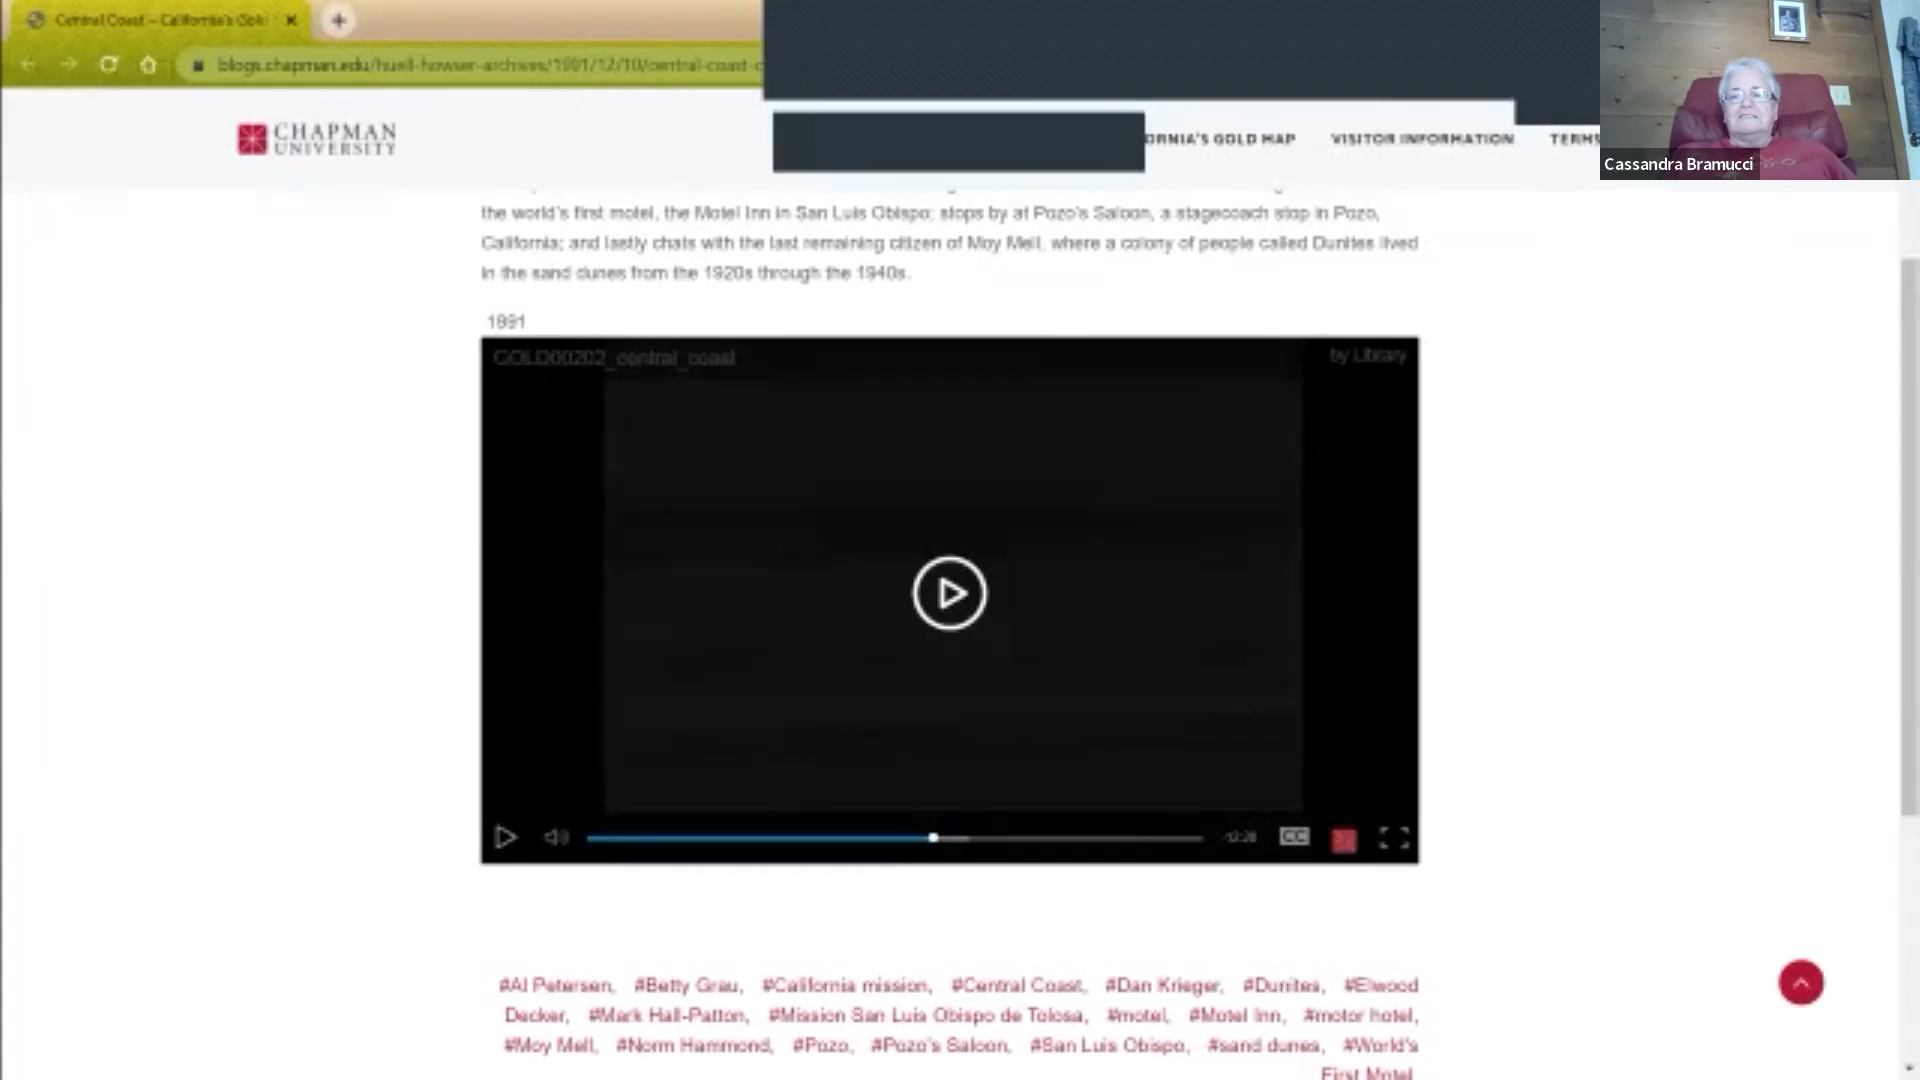 Central Coast – California's Gold
blogs.chapman.edu/huell-howser-archives/1991/12/10/central-coast-c
CHAPMAN
UNIVERSITY
ORNIA'S GOLD MAP VISITOR INFORMATION TERMS
Cassandra Bramucci
the world's first motel, the Motel Inn in San Luis Obispo; stops by at Pozo's Saloon, a stagecoach stop in Pozo,
California; and lastly chats with the last remaining citizen of Moy Mell, where a colony of people called Dunites lived
in the sand dunes from the 1920s through the 1940s.
1991
GOLD00202_central_coast by Library
CC
#Al Petersen, #Betty Grau, #California mission, #Central Coast, #Dan Krieger, #Dunites, #Elwood
Decker, #Mark Hall-Patton, #Mission San Luis Obispo de Tolosa, #motel, #Motel Inn, #motor hotel,
#Moy Mell, #Norm Hammond, #Pozo, #Pozo's Saloon, #San Luis Obispo, #sand dunes, #World's
First Motel